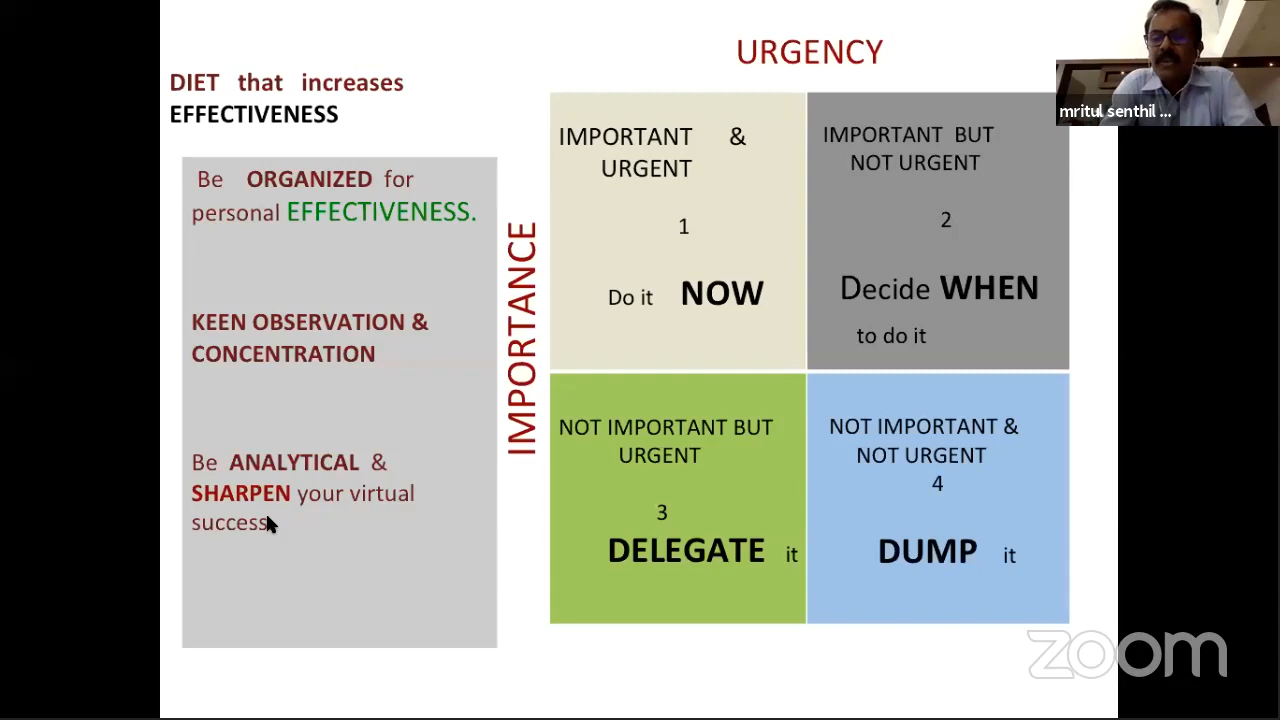 DIET that increases
EFFECTIVENESS
Be ORGANIZED for
personal EFFECTIVENESS.
KEEN OBSERVATION &
CONCENTRATION
Be ANALYTICAL &
SHARPEN your virtual
success
URGENCY
IMPORTANCE
IMPORTANT &
URGENT
1
Do it NOW
IMPORTANT BUT
NOT URGENT
2
Decide WHEN
to do it
NOT IMPORTANT BUT
URGENT
3
DELEGATE it
NOT IMPORTANT &
NOT URGENT
4
DUMP it
mritul senthil ...
zoom